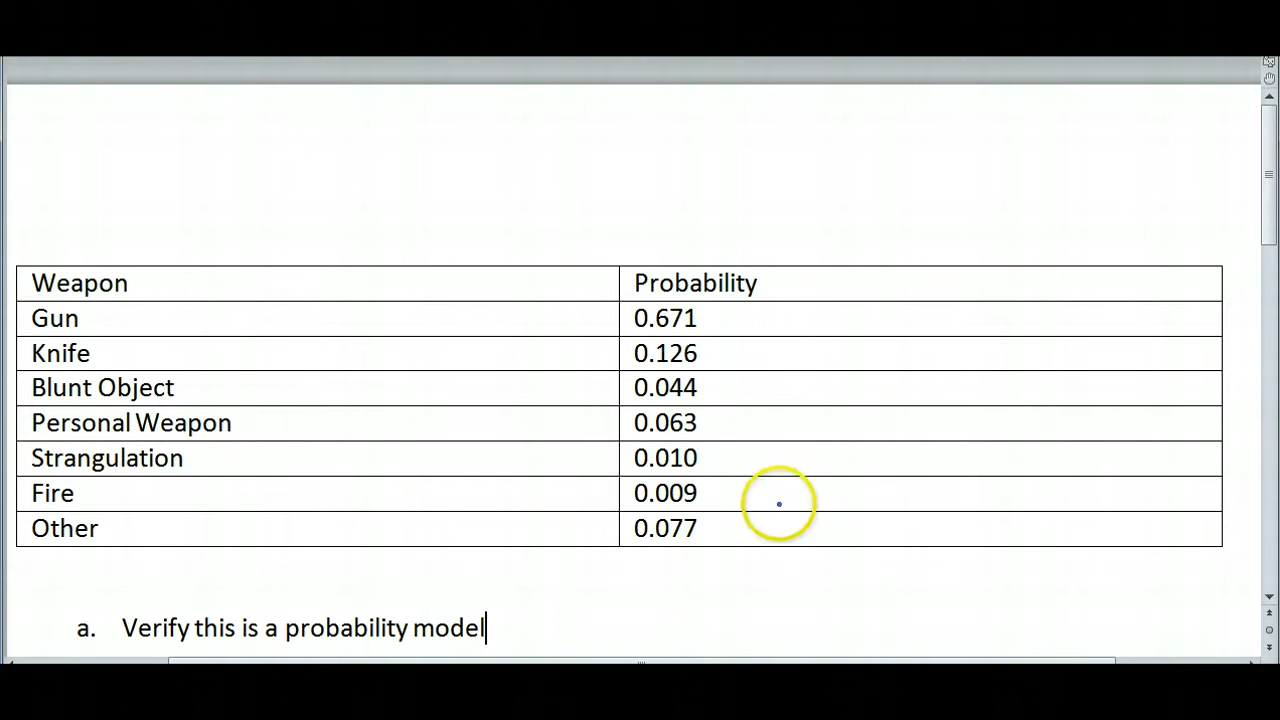 Weapon Probability
Gun 0.671
Knife 0.126
Blunt Object 0.044
Personal Weapon 0.063
Strangulation 0.010
Fire 0.009
Other 0.077
a. Verify this is a probability model